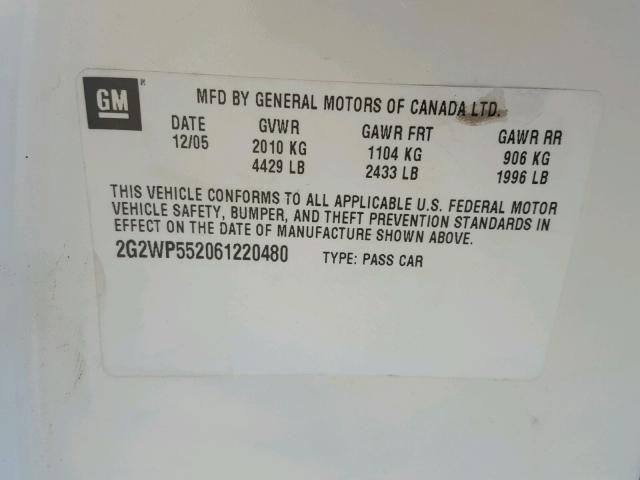 GM®
MFD BY GENERAL MOTORS OF CANADA LTD.
DATE GVWR GAWR FRT GAWR RR
12/05 2010 KG 1104 KG 906 KG
4429 LB 2433 LB 1996 LB
THIS VEHICLE CONFORMS TO ALL APPLICABLE U.S. FEDERAL MOTOR
VEHICLE SAFETY, BUMPER, AND THEFT PREVENTION STANDARDS IN
EFFECT ON THE DATE OF MANUFACTURE SHOWN ABOVE.
2G2WP552061220480 TYPE: PASS CAR